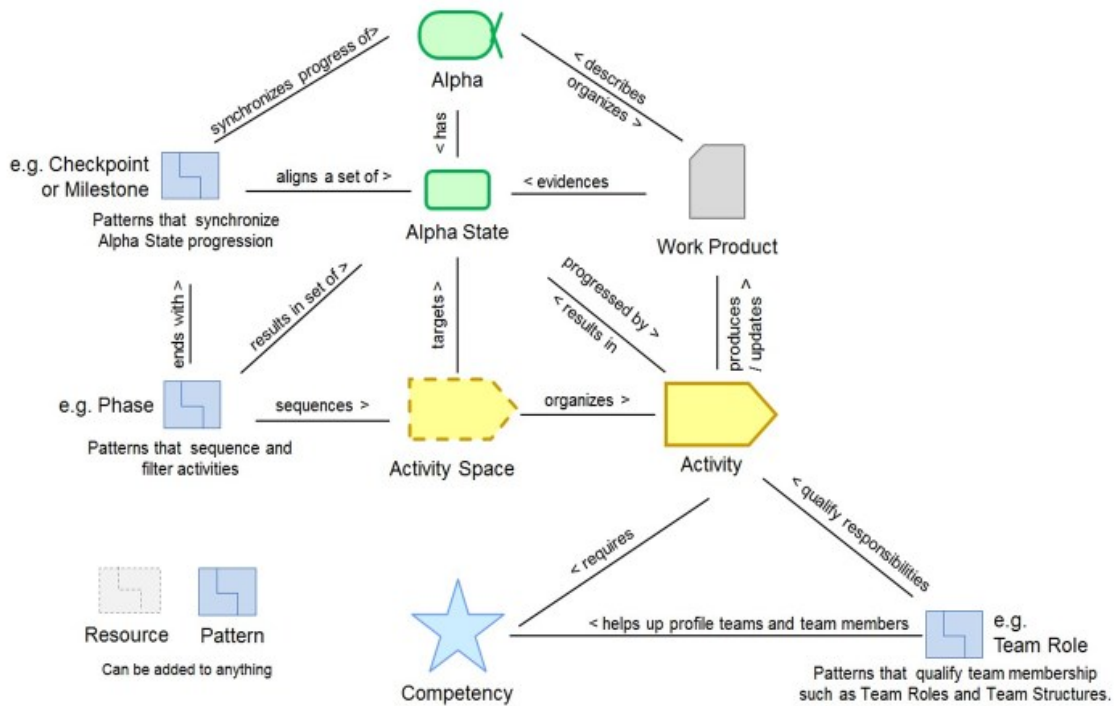 synchronizes progress of>
Alpha
< describes
organizes >
< has
e.g. Checkpoint
or Milestone
aligns a set of >
< evidences
Patterns that synchronize
Alpha State progression
Alpha State
Work Product
ends with >
results in set of >
targets >
progressed by >
< results in
produces >
/ updates
e.g. Phase
sequences >
organizes >
Patterns that sequence and
filter activities
Activity Space
Activity
< requires
< qualify responsibilities
Resource
Pattern
Can be added to anything
< helps up profile teams and team members
Competency
e.g.
Team Role
Patterns that qualify team membership
such as Team Roles and Team Structures.